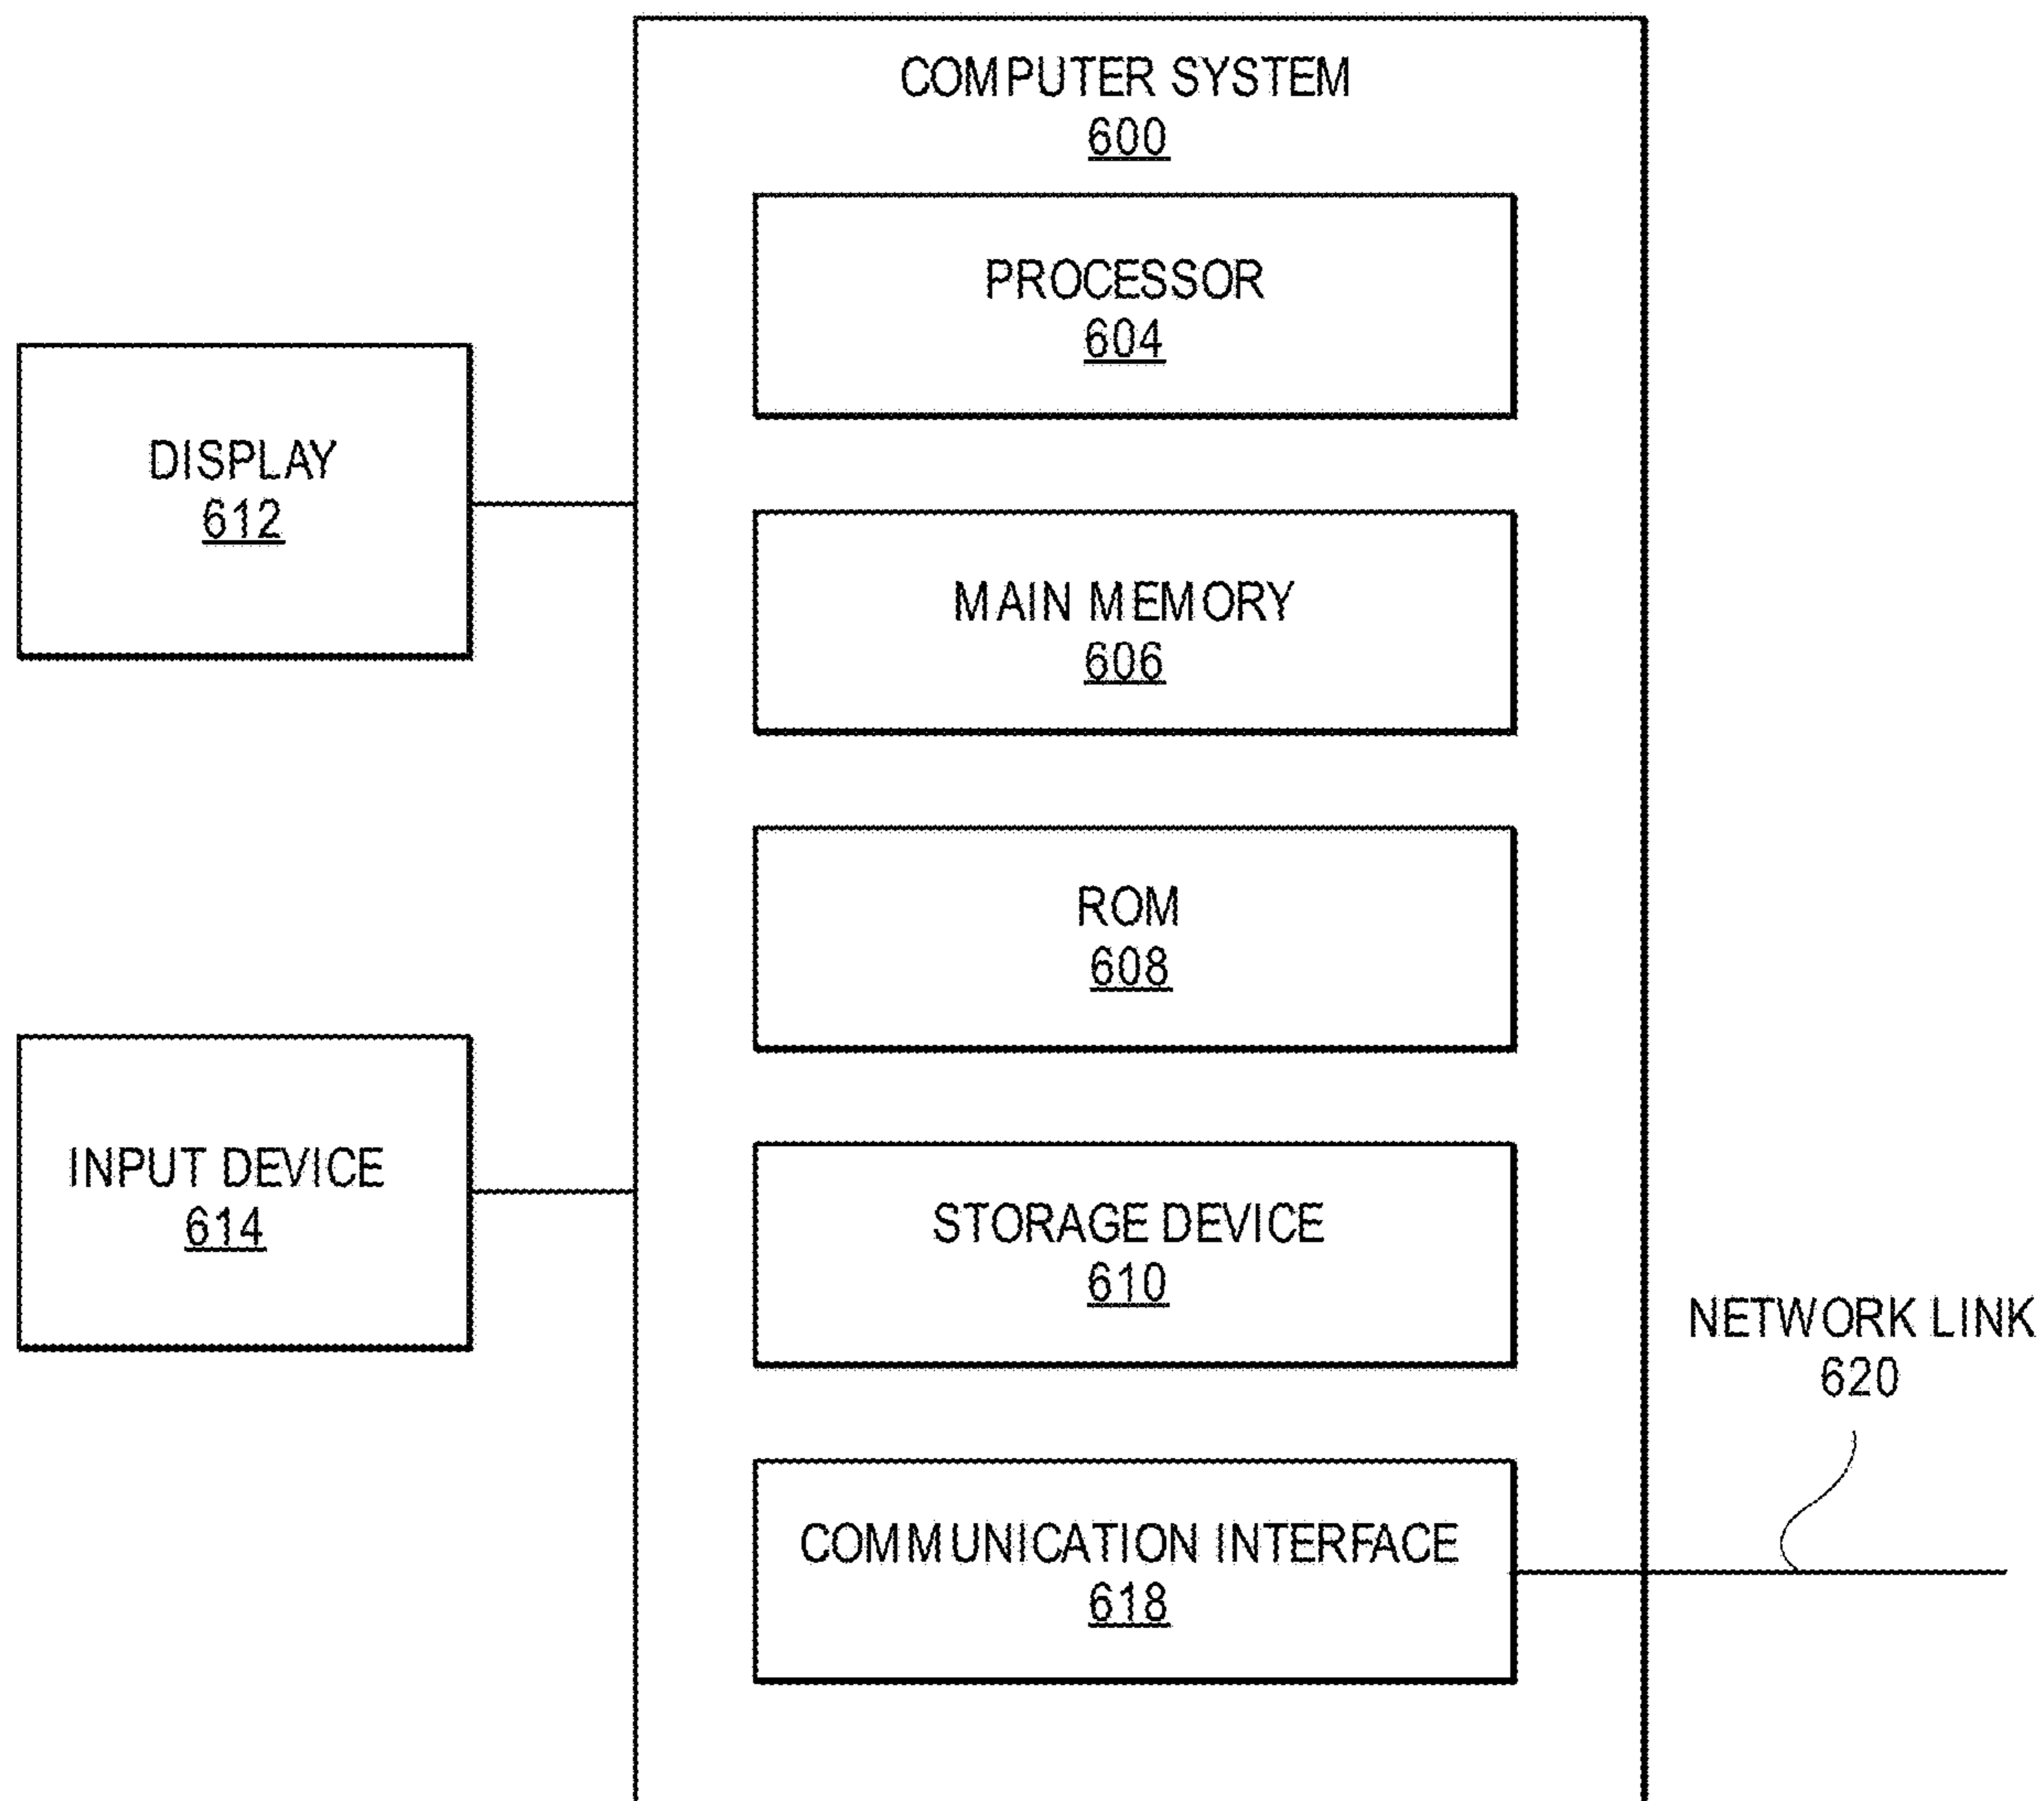 COMPUTER SYSTEM
600
PROCESSOR
604
DISPLAY
612
MAIN MEMORY
606
ROM
608
INPUT DEVICE
614
STORAGE DEVICE
610
NETWORK LINK
620
COMMUNICATION INTERFACE
618